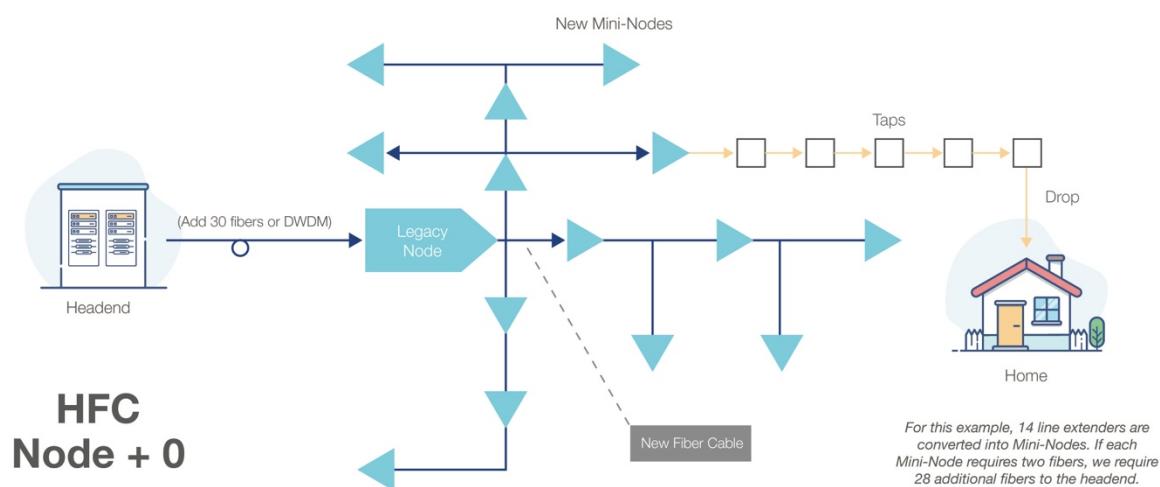 New Mini-Nodes
Taps
(Add 30 fibers or DWDM)
Legacy
Node
Drop
Headend
Home
HFC
Node + 0
New Fiber Cable
For this example, 14 line extenders are
converted into Mini-Nodes. If each
Mini-Node requires two fibers, we require
28 additional fibers to the headend.